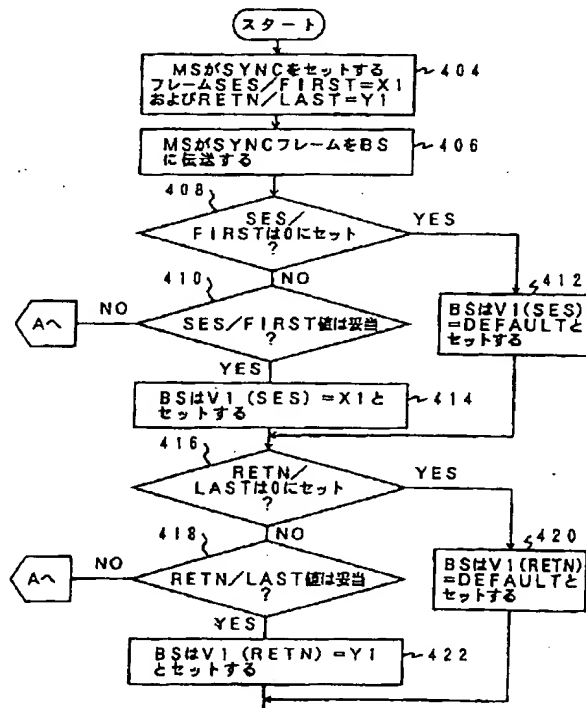 スタート
MSがSYNCをセットする
フレームSES/FIRST=X1
およびRETN/LAST=Y1
404
MSがSYNCフレームをBS
に伝送する
406
408
SES/
FIRSTは0にセット
?
YES
NO
410
412
BSはV1(SES)
=DEFAULTと
セットする
Aへ
NO
SES/FIRST値は妥当
?
YES
BSはV1(SES)=X1と
セットする
414
416
RETN/
LASTは0にセット
?
YES
NO
418
420
BSはV1(RETN)
=DEFAULTと
セットする
Aへ
NO
RETN/LAST値は妥当
?
YES
BSはV1(RETN)=Y1
とセットする
422